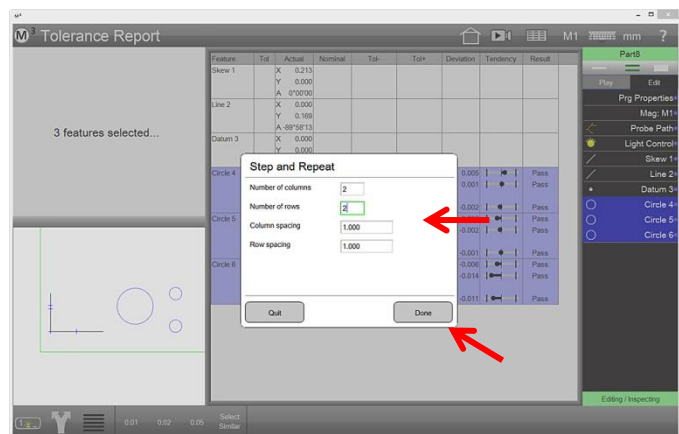 M³
M³ Tolerance Report M1 mm ?
3 features selected...
Feature Tol Actual Nominal Tol- Tol+ Deviation Tendency Result
Skew 1 X 0.213
Y 0.000
A 0°00'00
Line 2 X 0.000
Y 0.169
A -89°58'13
Datum 3 X 0.000
Y 0.000
Circle 4 0.005 Pass
0.001 Pass
-0.002 Pass
Circle 5 Pass
-0.002 Pass
-0.001 Pass
Circle 6 -0.006 Pass
-0.014 Pass
-0.011 Pass
Step and Repeat
Number of columns 2
Number of rows 2
Column spacing 1.000
Row spacing 1.000
Quit Done
Part8
Play Edit
Prg Properties
Mag: M1
Probe Path
Light Control
Skew 1
Line 2
Datum 3
Circle 4
Circle 5
Circle 6
Editing / Inspecting
0.01 0.02 0.05 Select
Similar